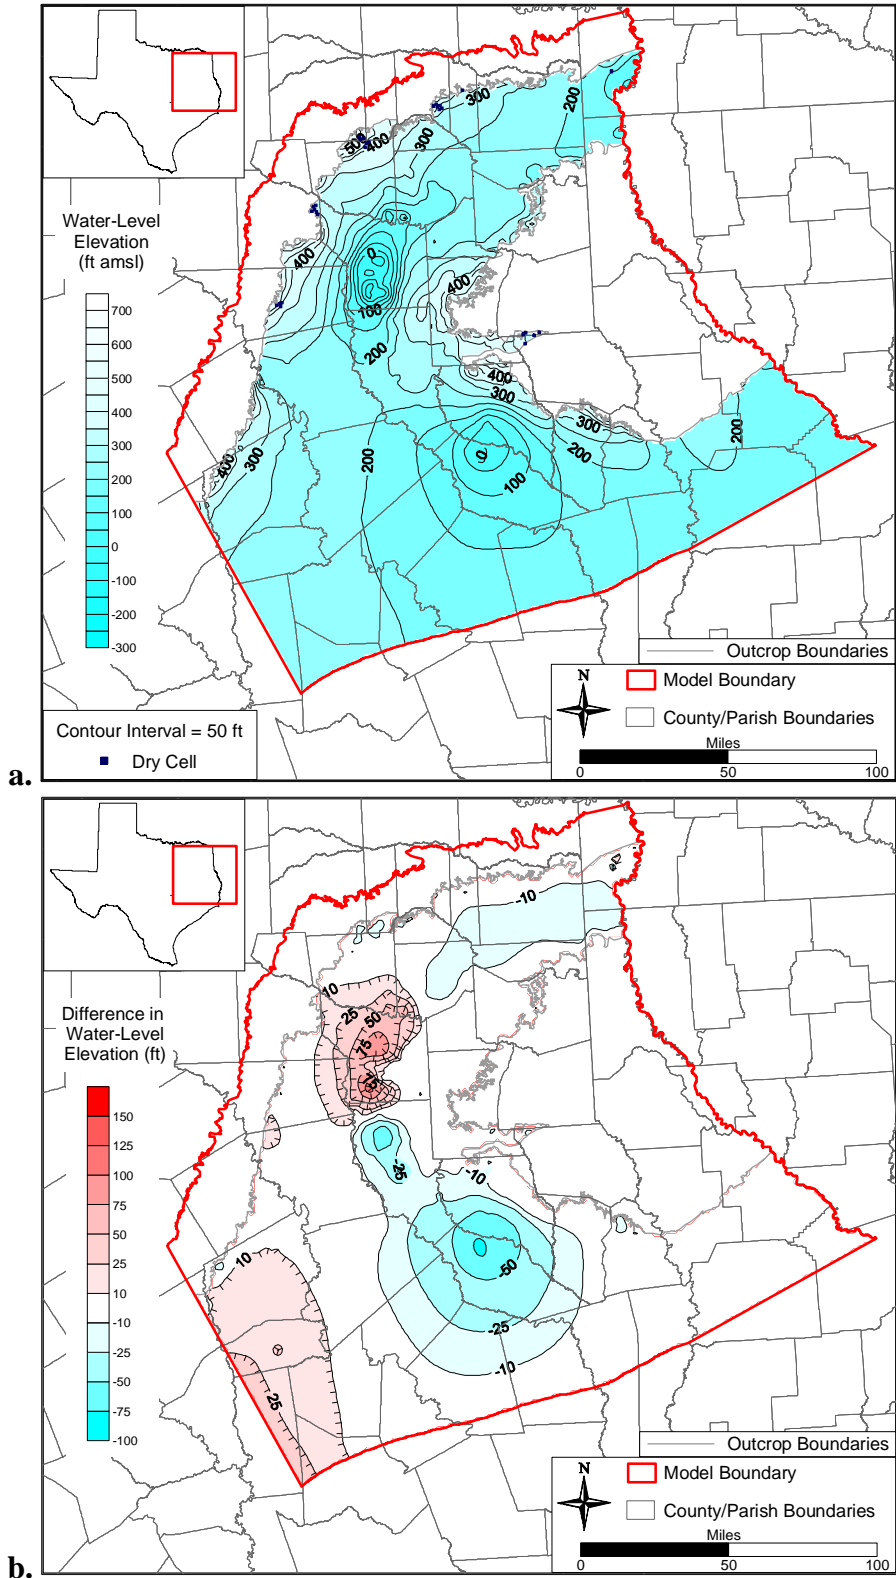 300
200
300
500
400
Water-Level
Elevation
(ft amsl)
0
400
400
100
200
400
300
300
200
200
400
300
200
0
100
700
600
500
400
300
200
100
0
-100
-200
-300
Outcrop Boundaries
N
Model Boundary
County/Parish Boundaries
Miles
0 50 100
Contour Interval = 50 ft
Dry Cell
a.
-10
10
25
50
75
75
Difference in
Water-Level
Elevation (ft)
-25
-10
10
-50
-25
-10
25
150
125
100
75
50
25
10
-10
-25
-50
-75
-100
Outcrop Boundaries
N
Model Boundary
County/Parish Boundaries
Miles
0 50 100
b.